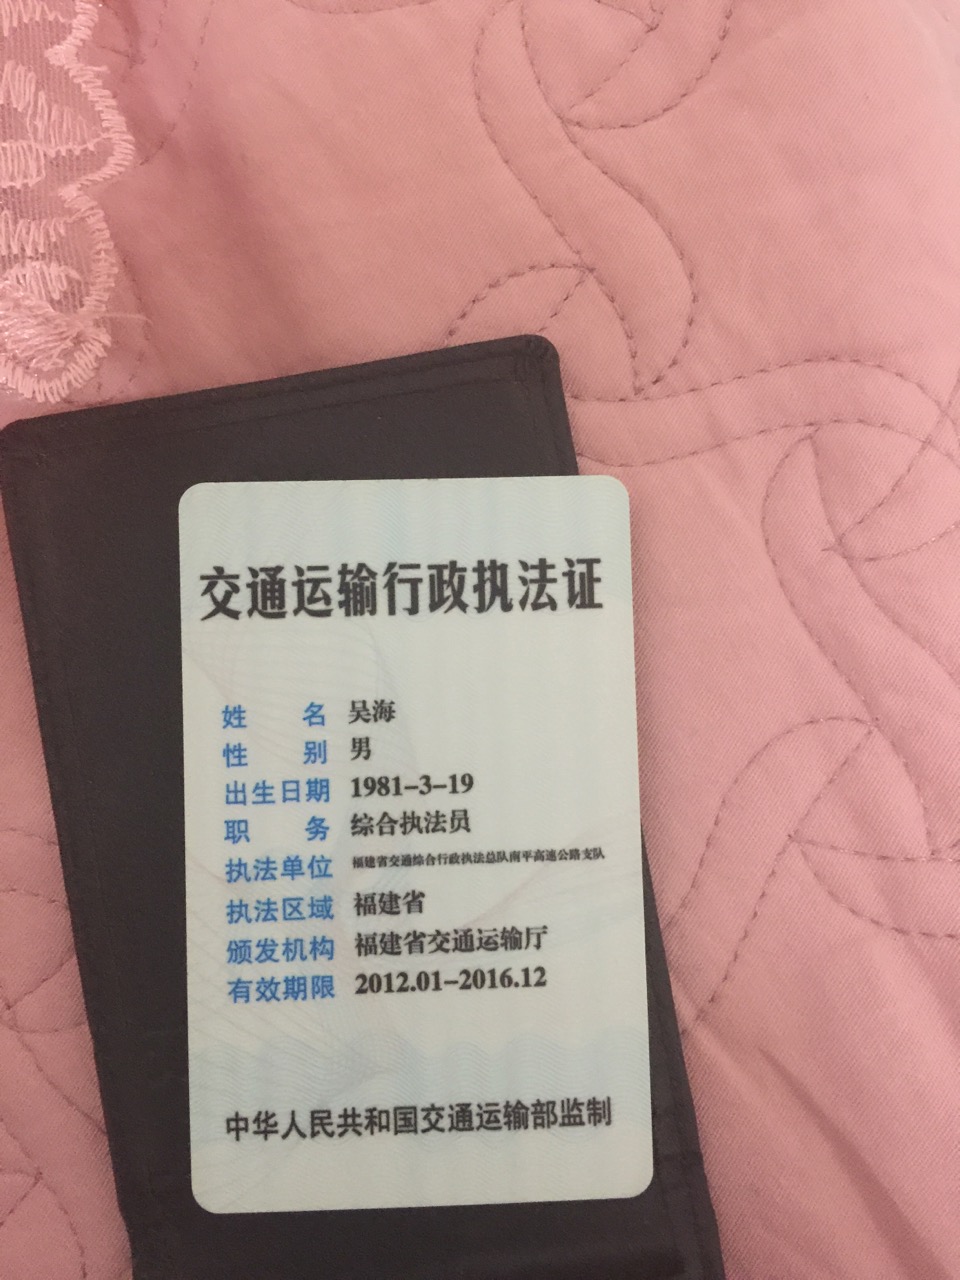 交通运输行政执法证
姓名 吴海
性别 男
出生日期 1981-3-19
职务 综合执法员
执法单位 福建省交通综合行政执法总队南平高速公路支队
执法区域 福建省
颁发机构 福建省交通运输厅
有效期限 2012.01-2016.12
中华人民共和国交通运输部监制